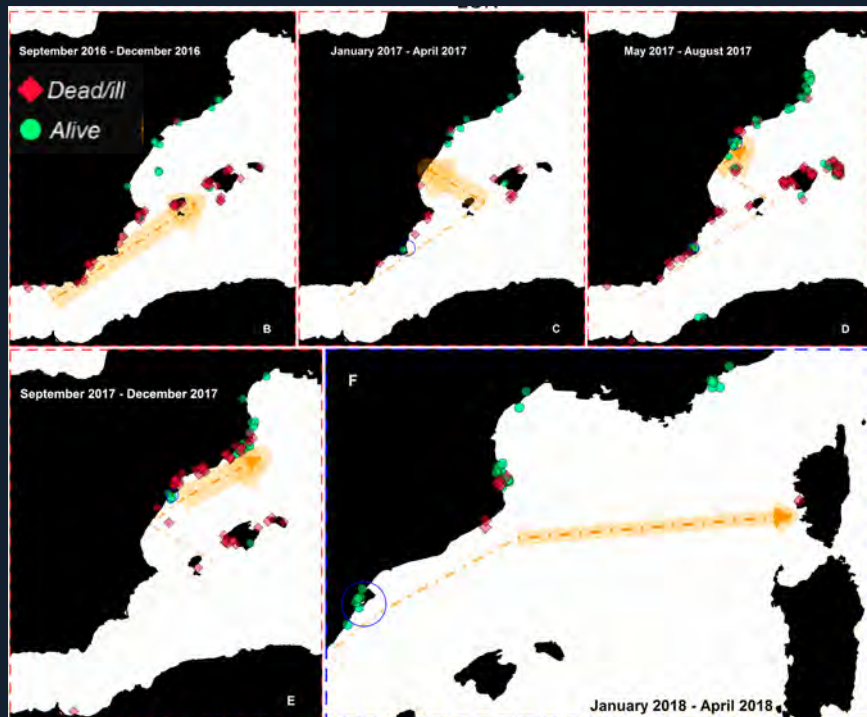 September 2016 - December 2016
January 2017 - April 2017
May 2017 - August 2017
Dead/ill
Alive
B
C
D
September 2017 - December 2017
F
E
January 2018 - April 2018